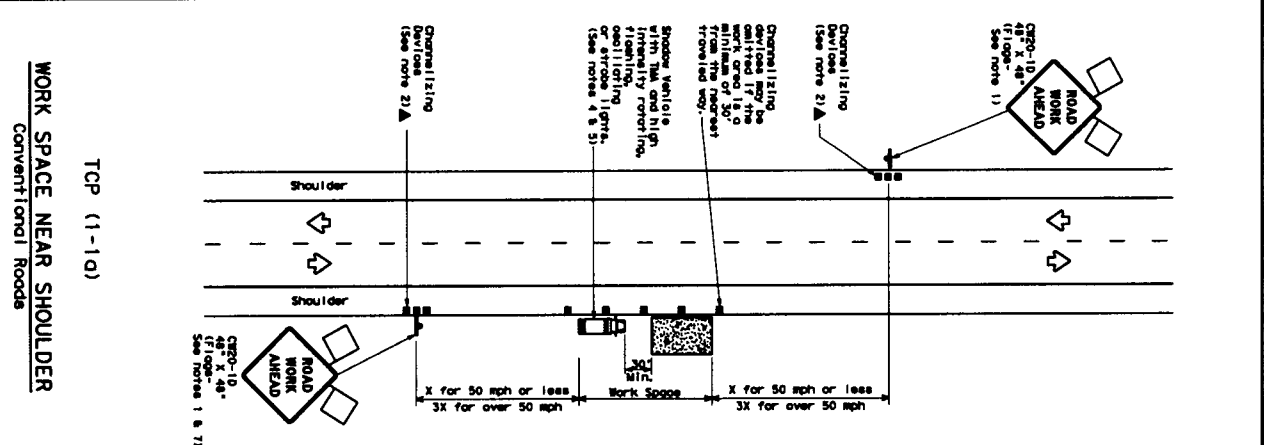 CW20-1D
48" X 48"
(Flags-
See note 1)
ROAD
WORK
AHEAD
Channelizing
Devices
(See note 2)▲
Channelizing
devices may be
omitted if the
work area is a
minimum of 30'
from the nearest
traveled way.
Shadow Vehicle
with TMA and high
intensity rotating,
flashing,
oscillating
or strobe lights.
(See notes 4 & 5)
Channelizing
Devices
(See note 2)▲
Shoulder
Shoulder
30'
Min.
X for 50 mph or less
3X for over 50 mph
Work Space
X for 50 mph or less
3X for over 50 mph
ROAD
WORK
AHEAD
CW20-1D
48" X 48"
(Flags-
See notes 1 & 7)
TCP (1-1a)
WORK SPACE NEAR SHOULDER
Conventional Roads